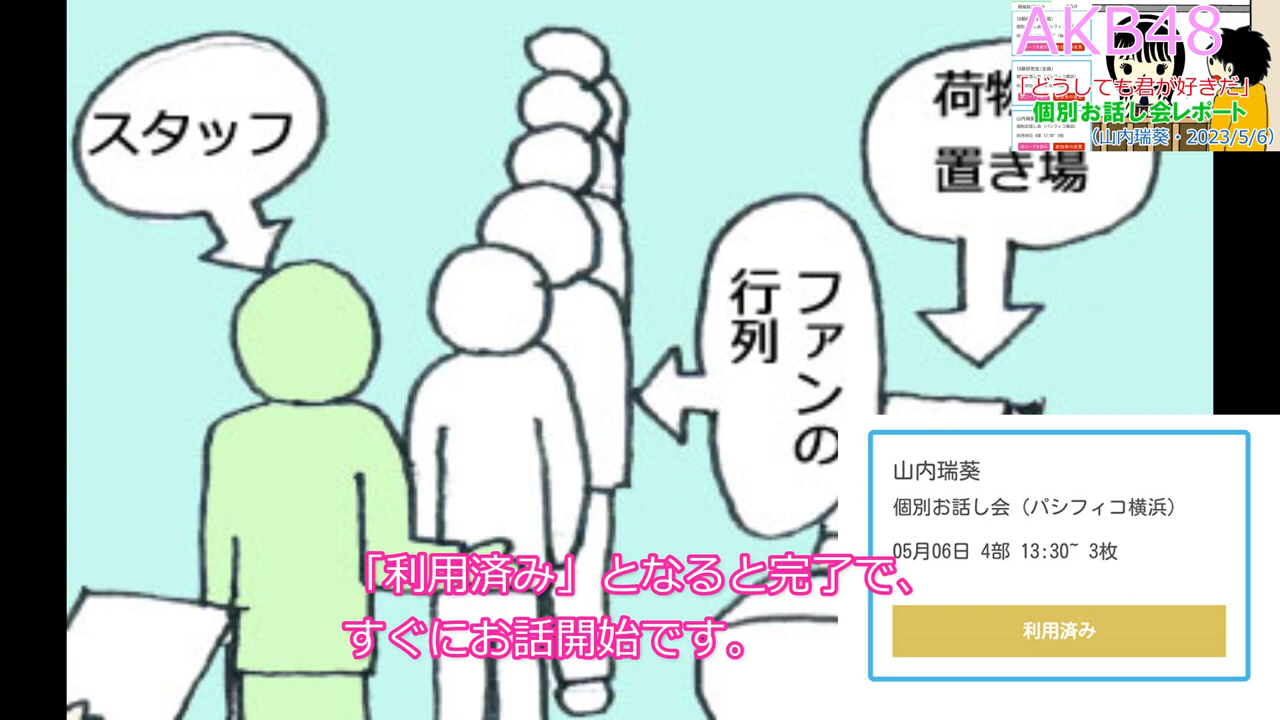 スタッフ
ファンの
行列
荷物
置き場
AKB48
「どうしても君が好きだ」
個別お話し会レポート
(山内瑞葵・2023/5/6)
山内瑞葵
個別お話し会（パシフィコ横浜）
05月06日 4部 13:30~ 3枚
利用済み
「利用済み」となると完了で、
すぐにお話開始です。